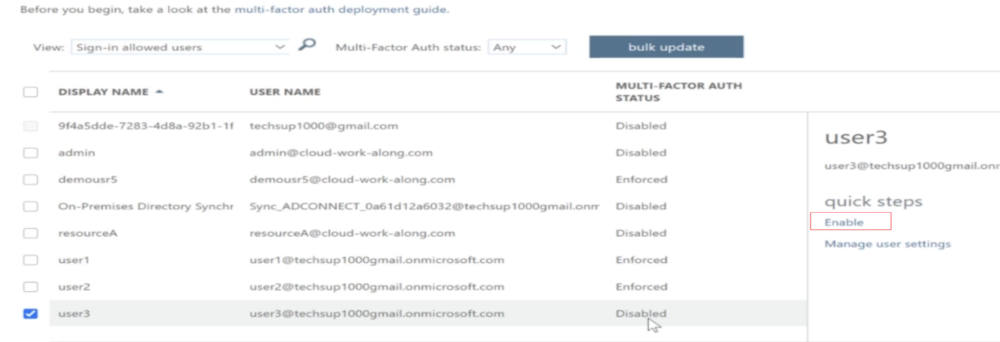 Before you begin, take a look at the multi-factor auth deployment guide.
View: Sign-in allowed users Multi-Factor Auth status: Any bulk update
DISPLAY NAME USER NAME MULTI-FACTOR AUTH
STATUS
9f4a5dde-7283-4d8a-92b1-1f techsup1000@gmail.com Disabled
user3
admin admin@cloud-work-along.com Disabled
user3@techsup1000gmail.onr
demousr5 demousr5@cloud-work-along.com Enforced
On-Premises Directory Synchr Sync_ADCONNECT_0a61d12a6032@techsup1000gmail.onr Disabled
quick steps
Enable
resourceA resourceA@cloud-work-along.com Disabled
Manage user settings
user1 user1@techsup1000gmail.onmicrosoft.com Enforced
user2 user2@techsup1000gmail.onmicrosoft.com Enforced
user3 user3@techsup1000gmail.onmicrosoft.com Disabled